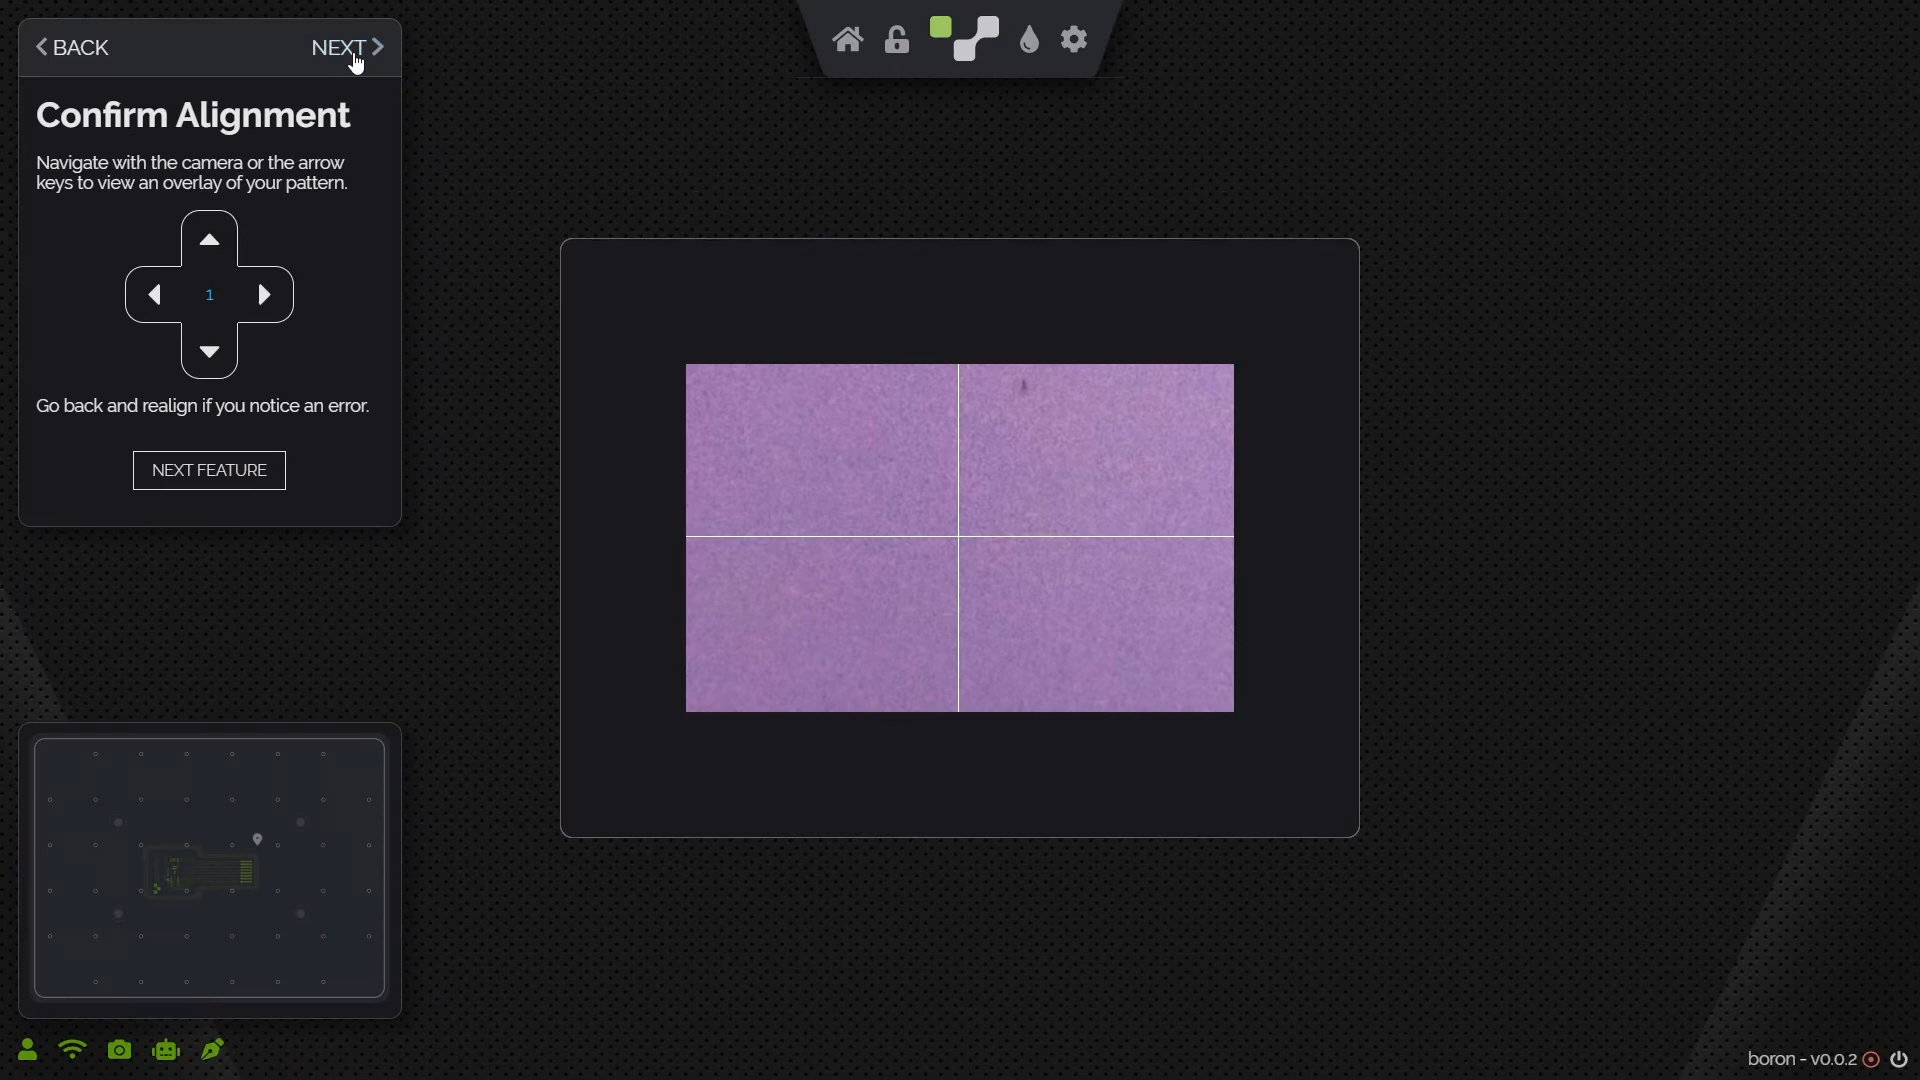 BACK
NEXT
Confirm Alignment
Navigate with the camera or the arrow
keys to view an overlay of your pattern.
1
Go back and realign if you notice an error.
NEXT FEATURE
boron - v0.0.2